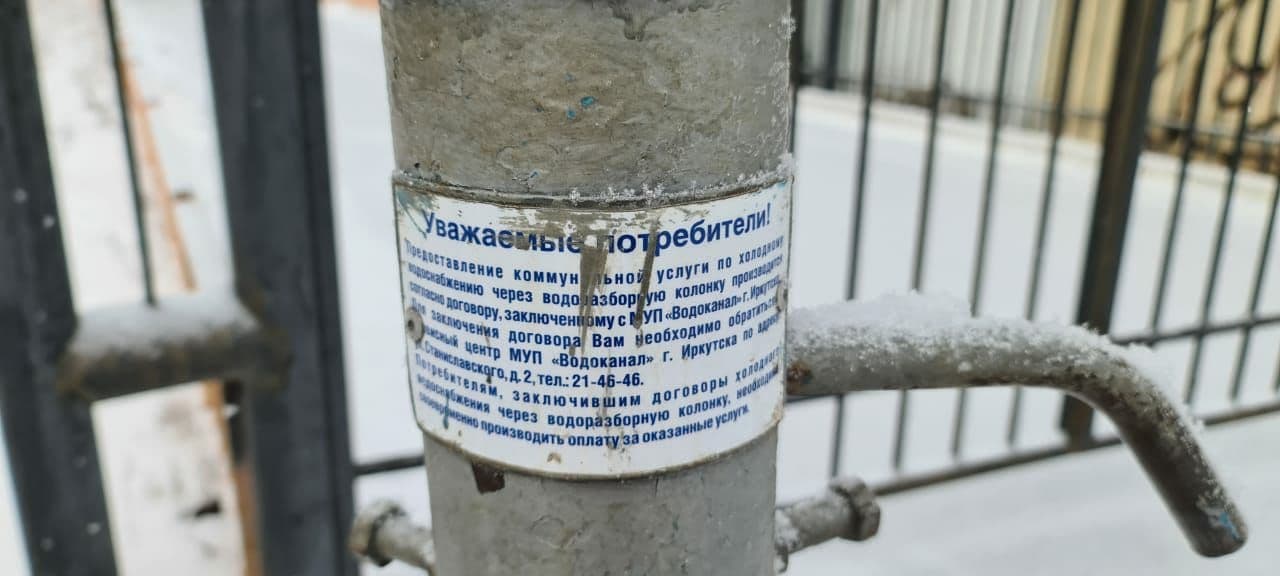 Уважаемые потребители!
Предоставление коммунальной услуги по холодному
водоснабжению через водоразборную колонку производится
согласно договору, заключенному с МУП «Водоканал» г. Иркутска.
Для заключения договора Вам необходимо обратиться
сервисный центр МУП «Водоканал» г. Иркутска по адресу
Станиславского, д. 2, тел.: 21-46-46.
Потребителям, заключившим договоры холодного
водоснабжения через водоразборную колонку, необходимо
своевременно производить оплату за оказанные услуги.